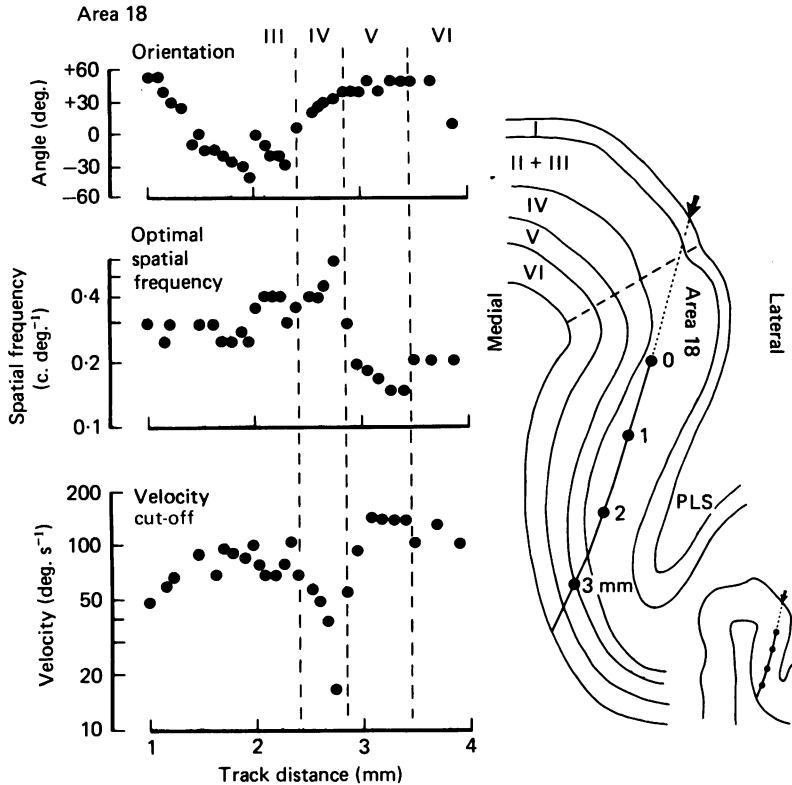 Area 18
III IV V VI
Orientation
+60
+30
0
−30
−60
Angle (deg.)
Optimal
spatial
frequency
0·4
0·2
0·1
Spatial frequency
(c. deg.⁻¹)
Velocity
cut-off
200
100
50
20
10
Velocity (deg. s⁻¹)
1 2 3 4
Track distance (mm)
I
II + III
IV
V
VI
Medial
Area 18
Lateral
0
1
2
3 mm
PLS